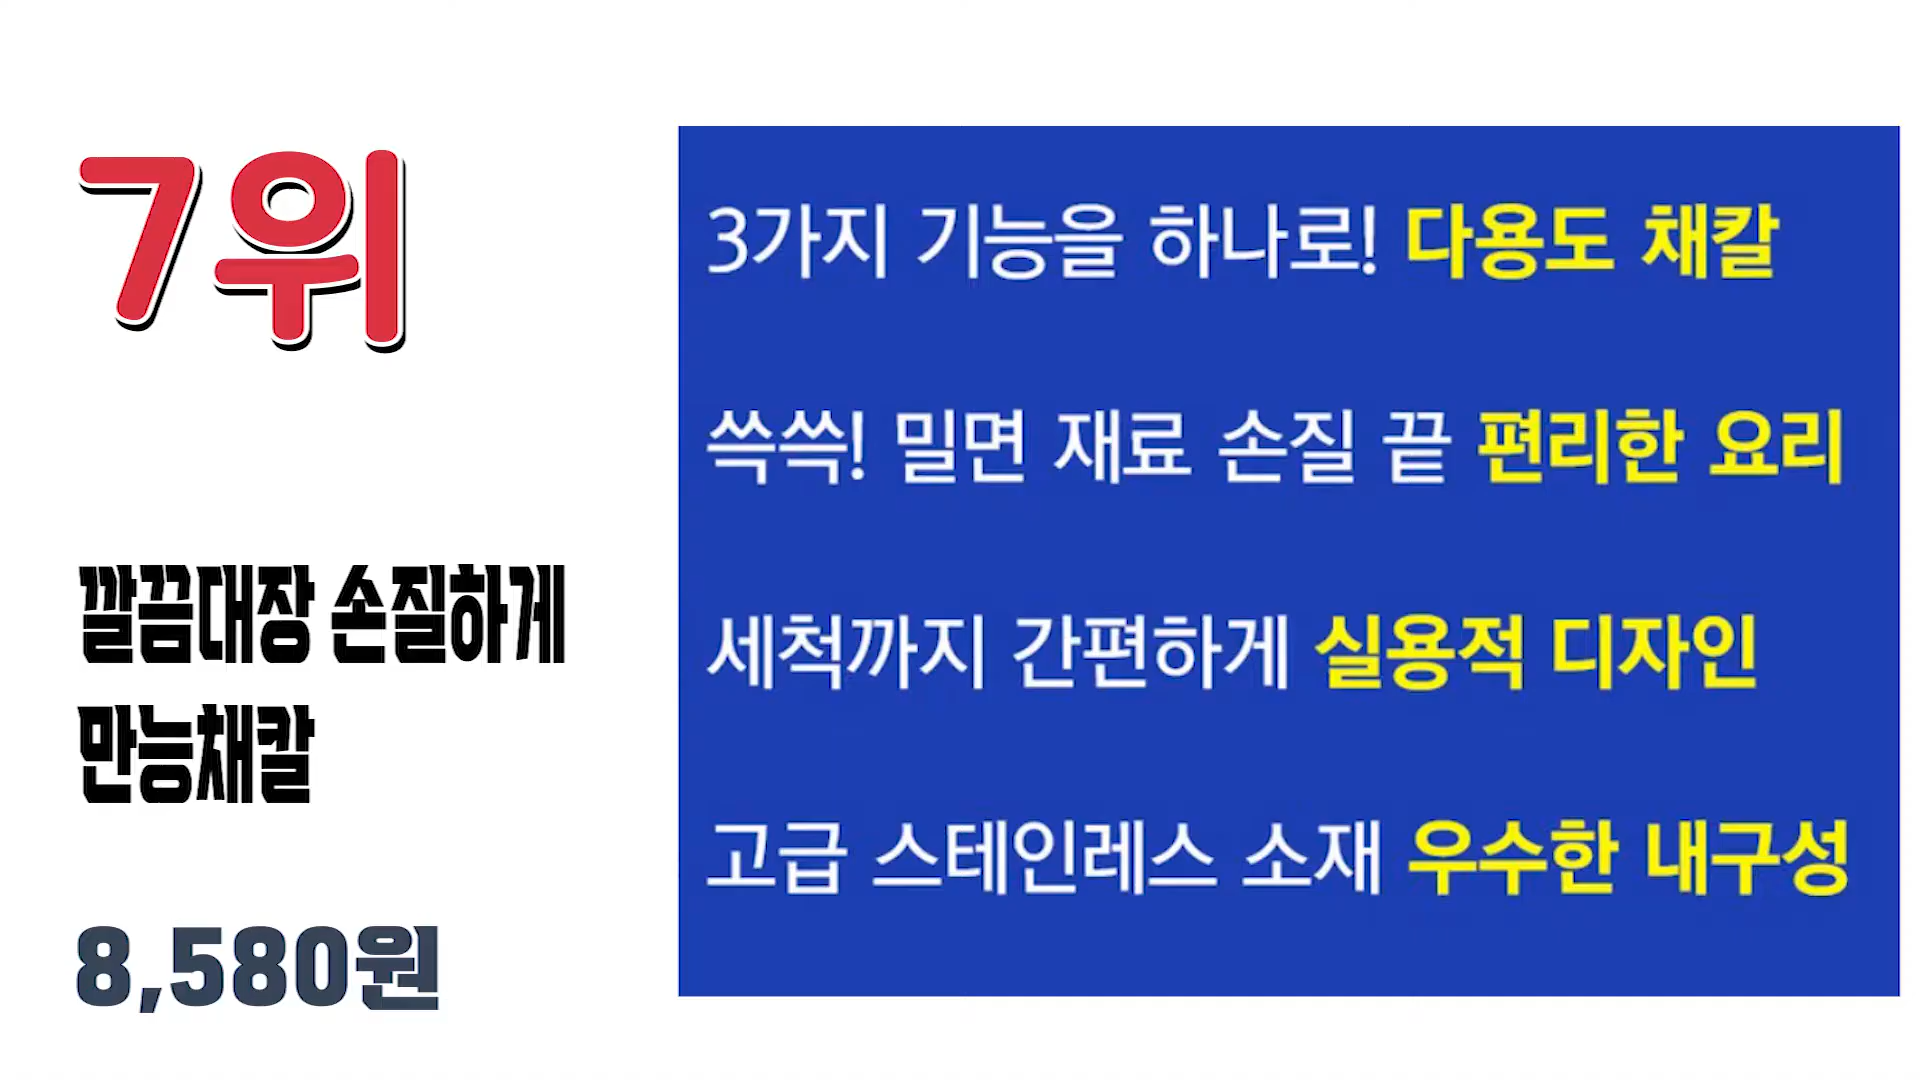 7위
깔끔대장 손질하게
만능채칼
8,580원
3가지 기능을 하나로! 다용도 채칼
쓱쓱! 밀면 재료 손질 끝 편리한 요리
세척까지 간편하게 실용적 디자인
고급 스테인레스 소재 우수한 내구성